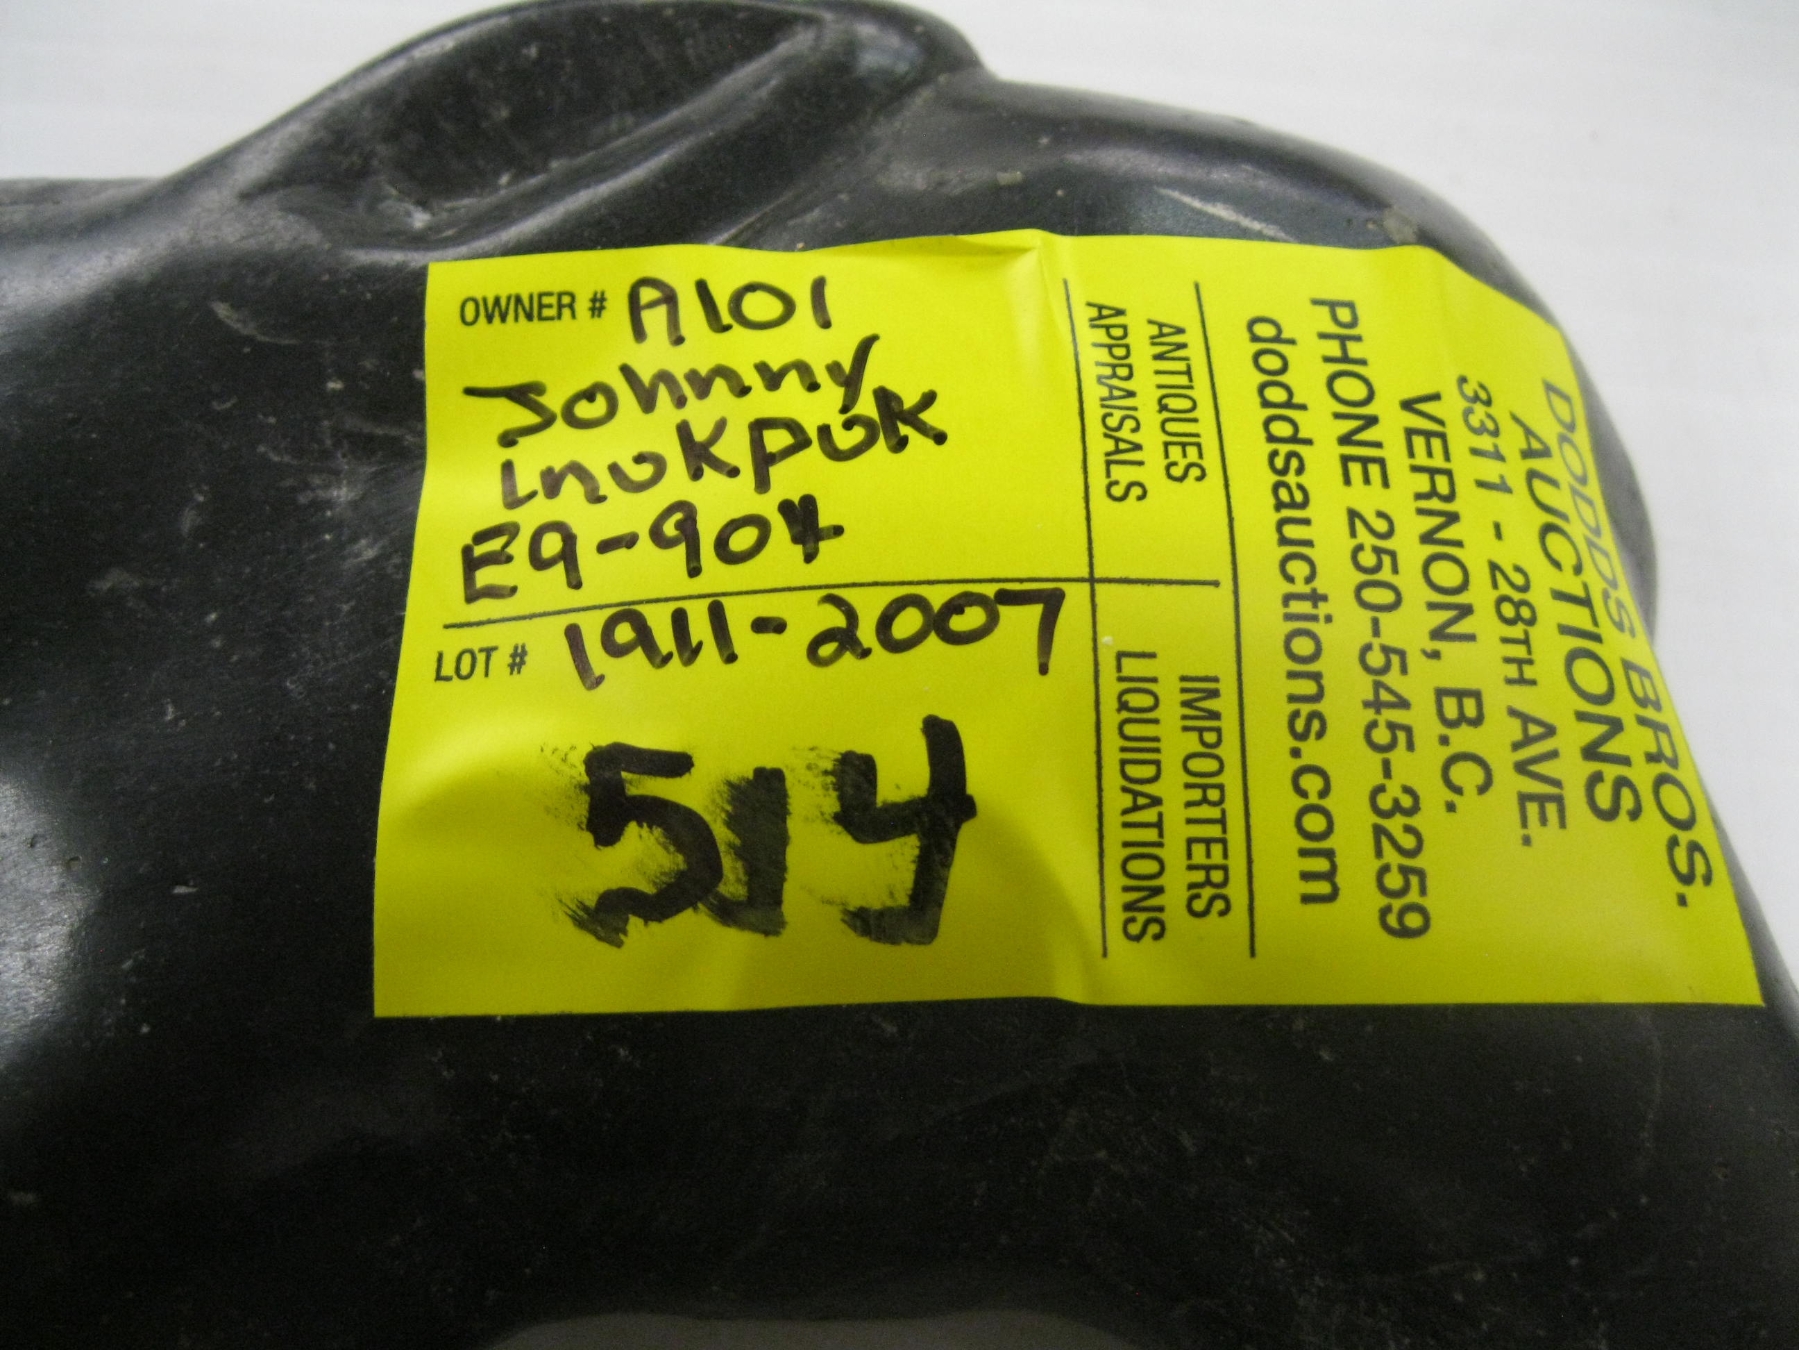 OWNER # A101
Johnny
InukpuK
E9-904
LOT # 1911-2007
514
ANTIQUES
APPRAISALS
IMPORTERS
LIQUIDATIONS
DODDS BROS.
AUCTIONS
3311 - 28TH AVE.
VERNON, B.C.
PHONE 250-545-3259
doddsauctions.com